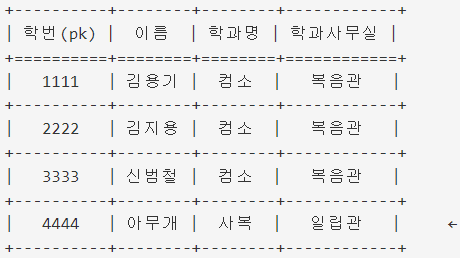 학번(pk) 이름 학과명 학과사무실
1111 김용기 컴소 복음관
2222 김지용 컴소 복음관
3333 신범철 컴소 복음관
4444 아무개 사복 일립관 ←